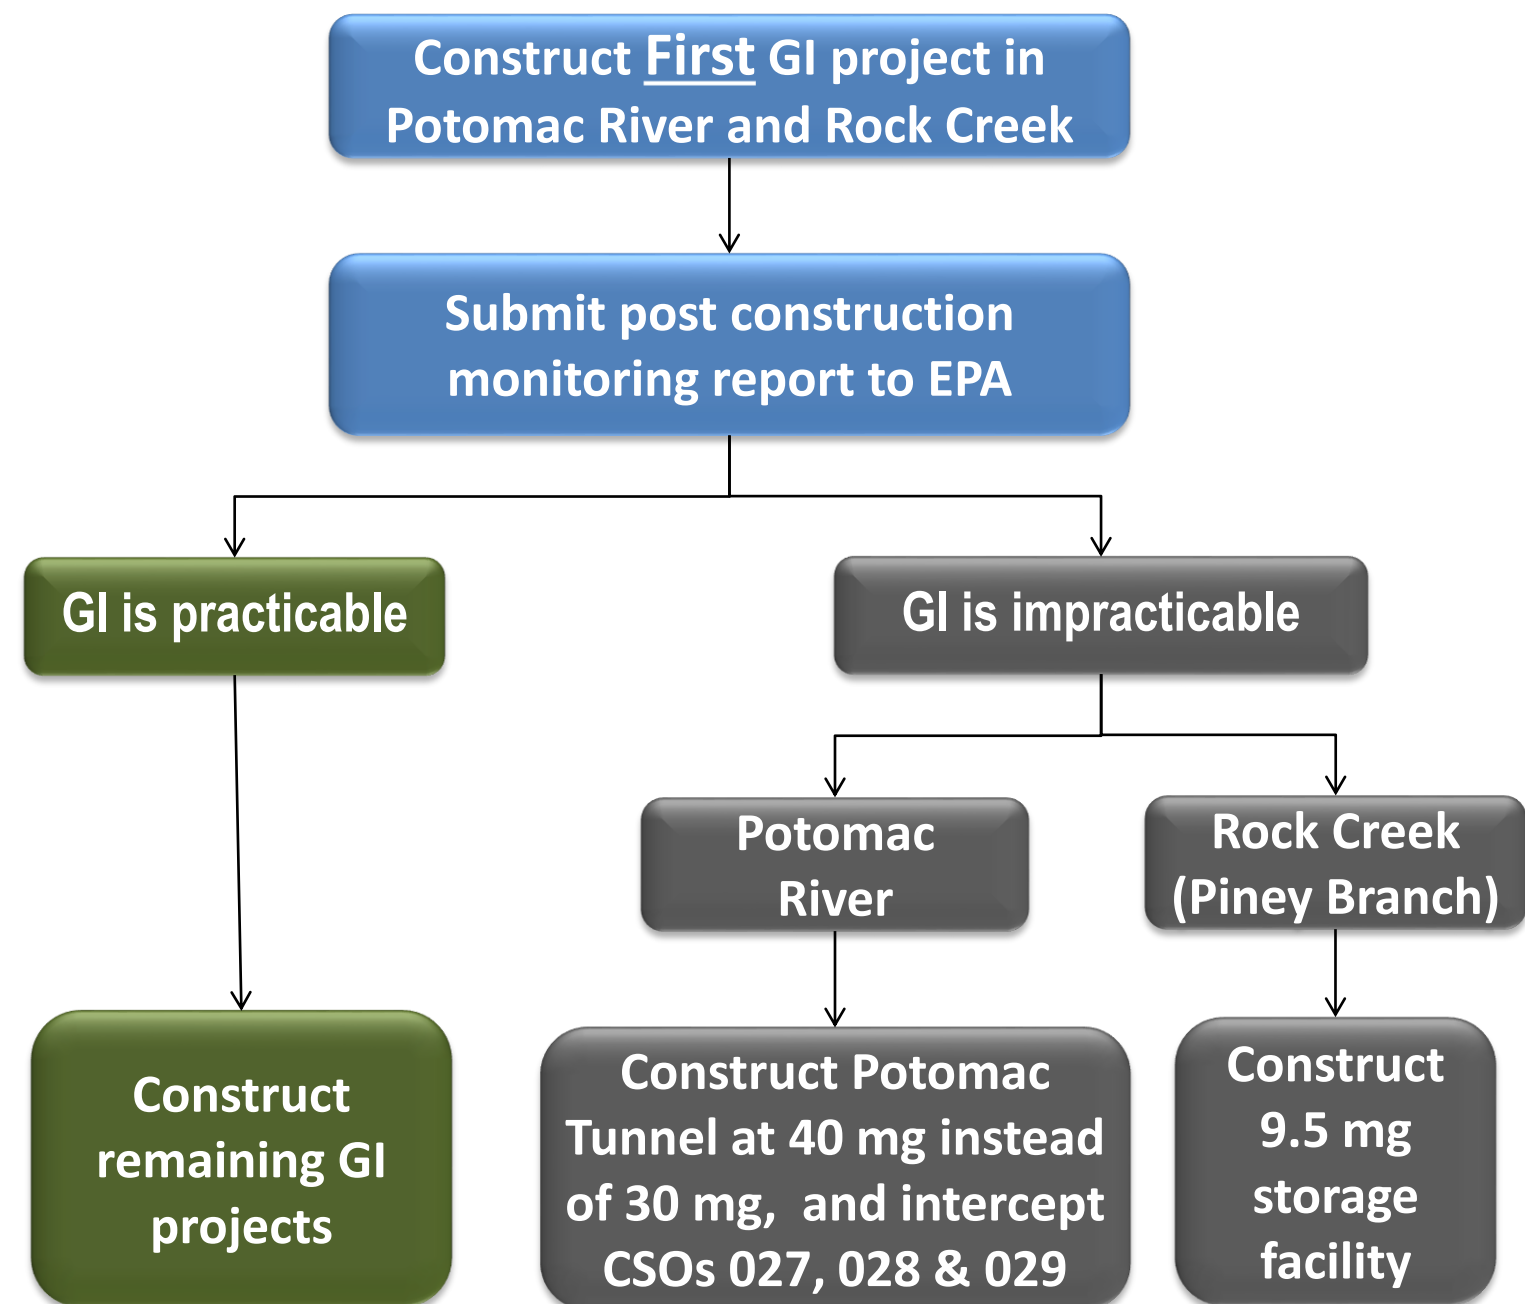 Construct First GI project in
Potomac River and Rock Creek
Submit post construction
monitoring report to EPA
GI is practicable
GI is impracticable
Potomac
River
Rock Creek
(Piney Branch)
Construct
remaining GI
projects
Construct Potomac
Tunnel at 40 mg instead
of 30 mg, and intercept
CSOs 027, 028 & 029
Construct
9.5 mg
storage
facility